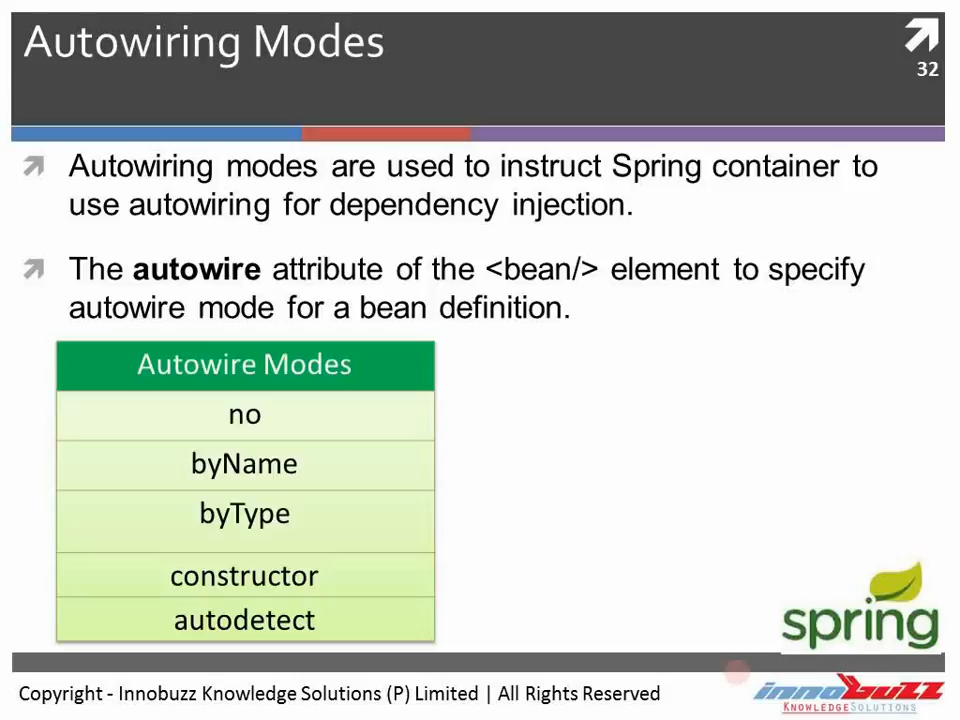 Autowiring Modes
32
Autowiring modes are used to instruct Spring container to
use autowiring for dependency injection.
The autowire attribute of the <bean/> element to specify
autowire mode for a bean definition.
Autowire Modes
no
byName
byType
constructor
autodetect
spring
Copyright - Innobuzz Knowledge Solutions (P) Limited | All Rights Reserved
innobuzz
KNOWLEDGESOLUTIONS